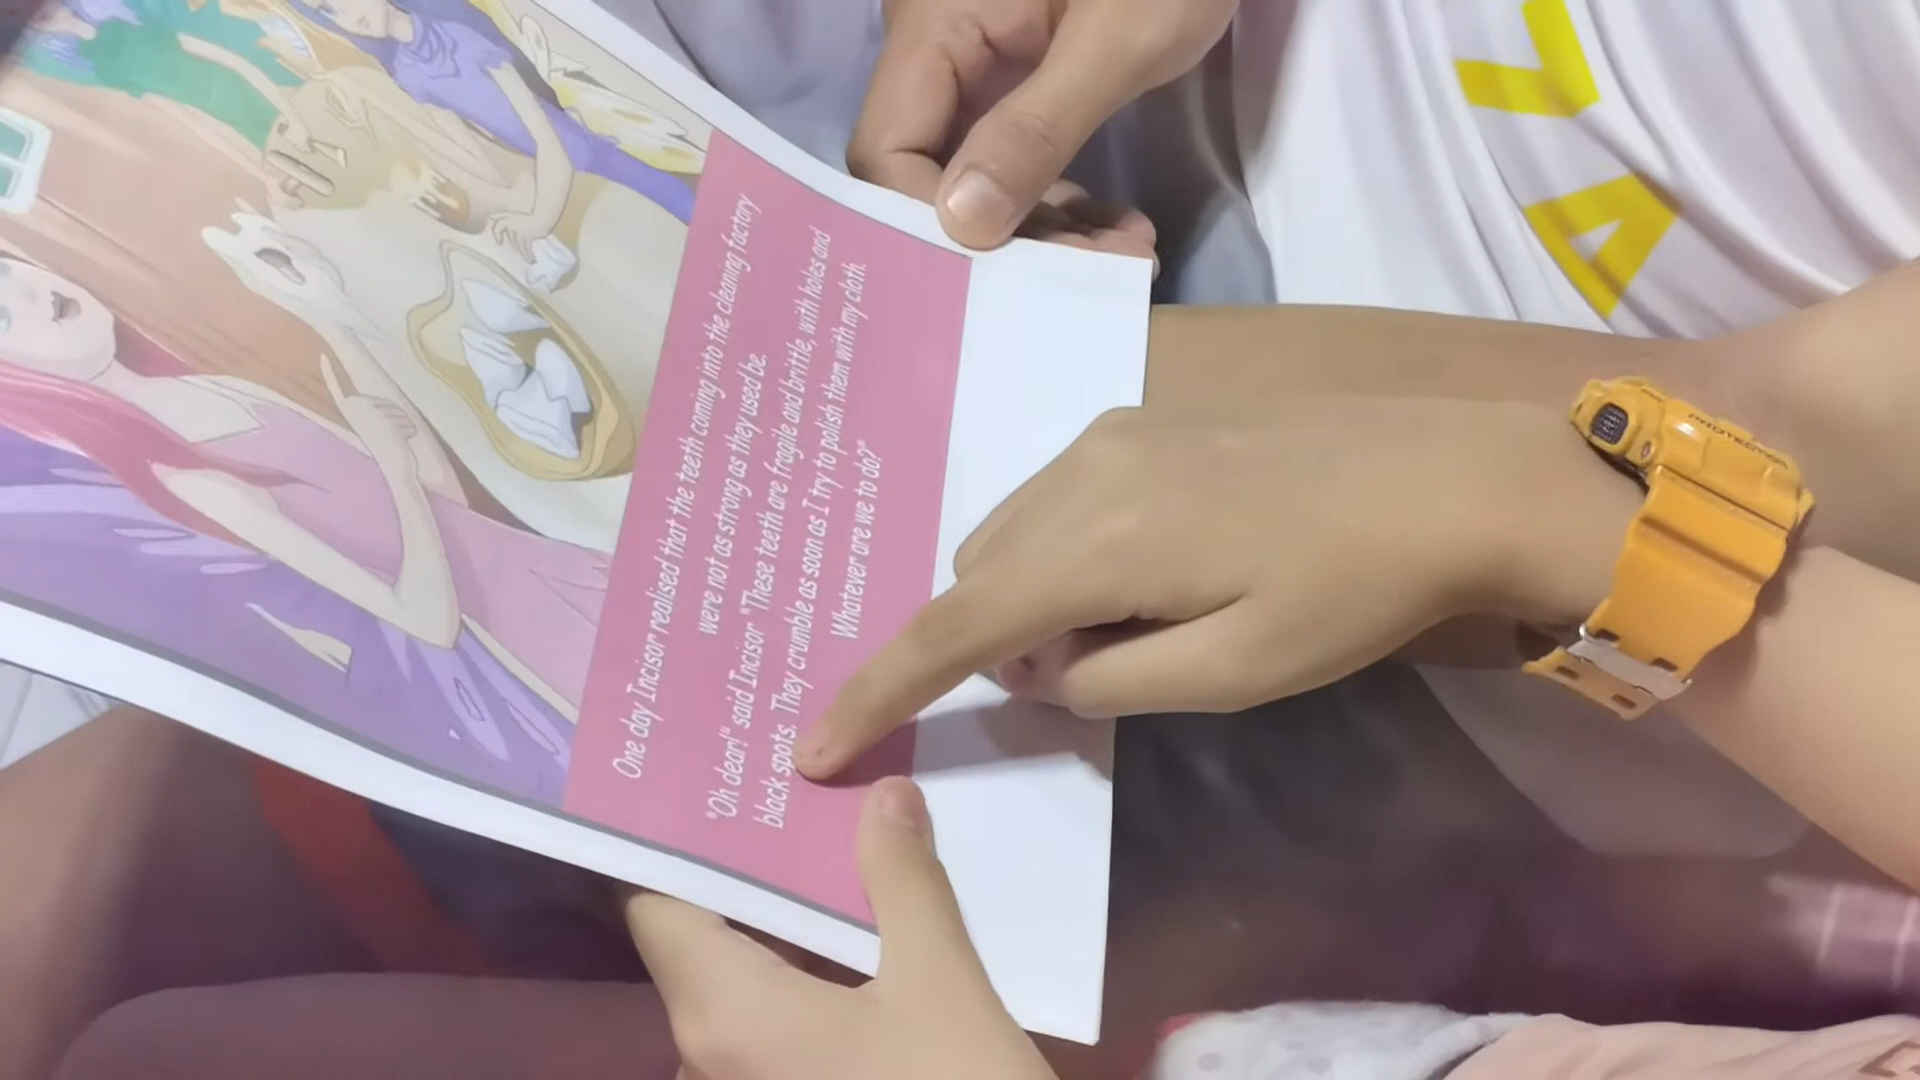 One day Incisor realised that the teeth coming into the cleaning factory
were not as strong as they used be.
"Oh dear!" said Incisor "These teeth are fragile and brittle, with holes and
black spots. They crumble as soon as I try to polish them with my cloth.
Whatever are we to do?"
PROTECTION
YA